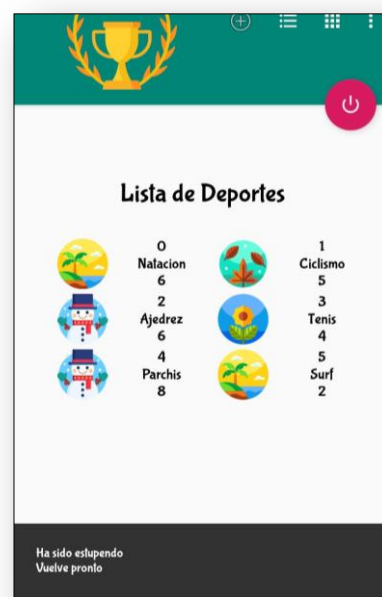 Lista de Deportes
0
Natacion
6
1
Ciclismo
5
2
Ajedrez
6
3
Tenis
4
4
Parchis
8
5
Surf
2
Ha sido estupendo
Vuelve pronto